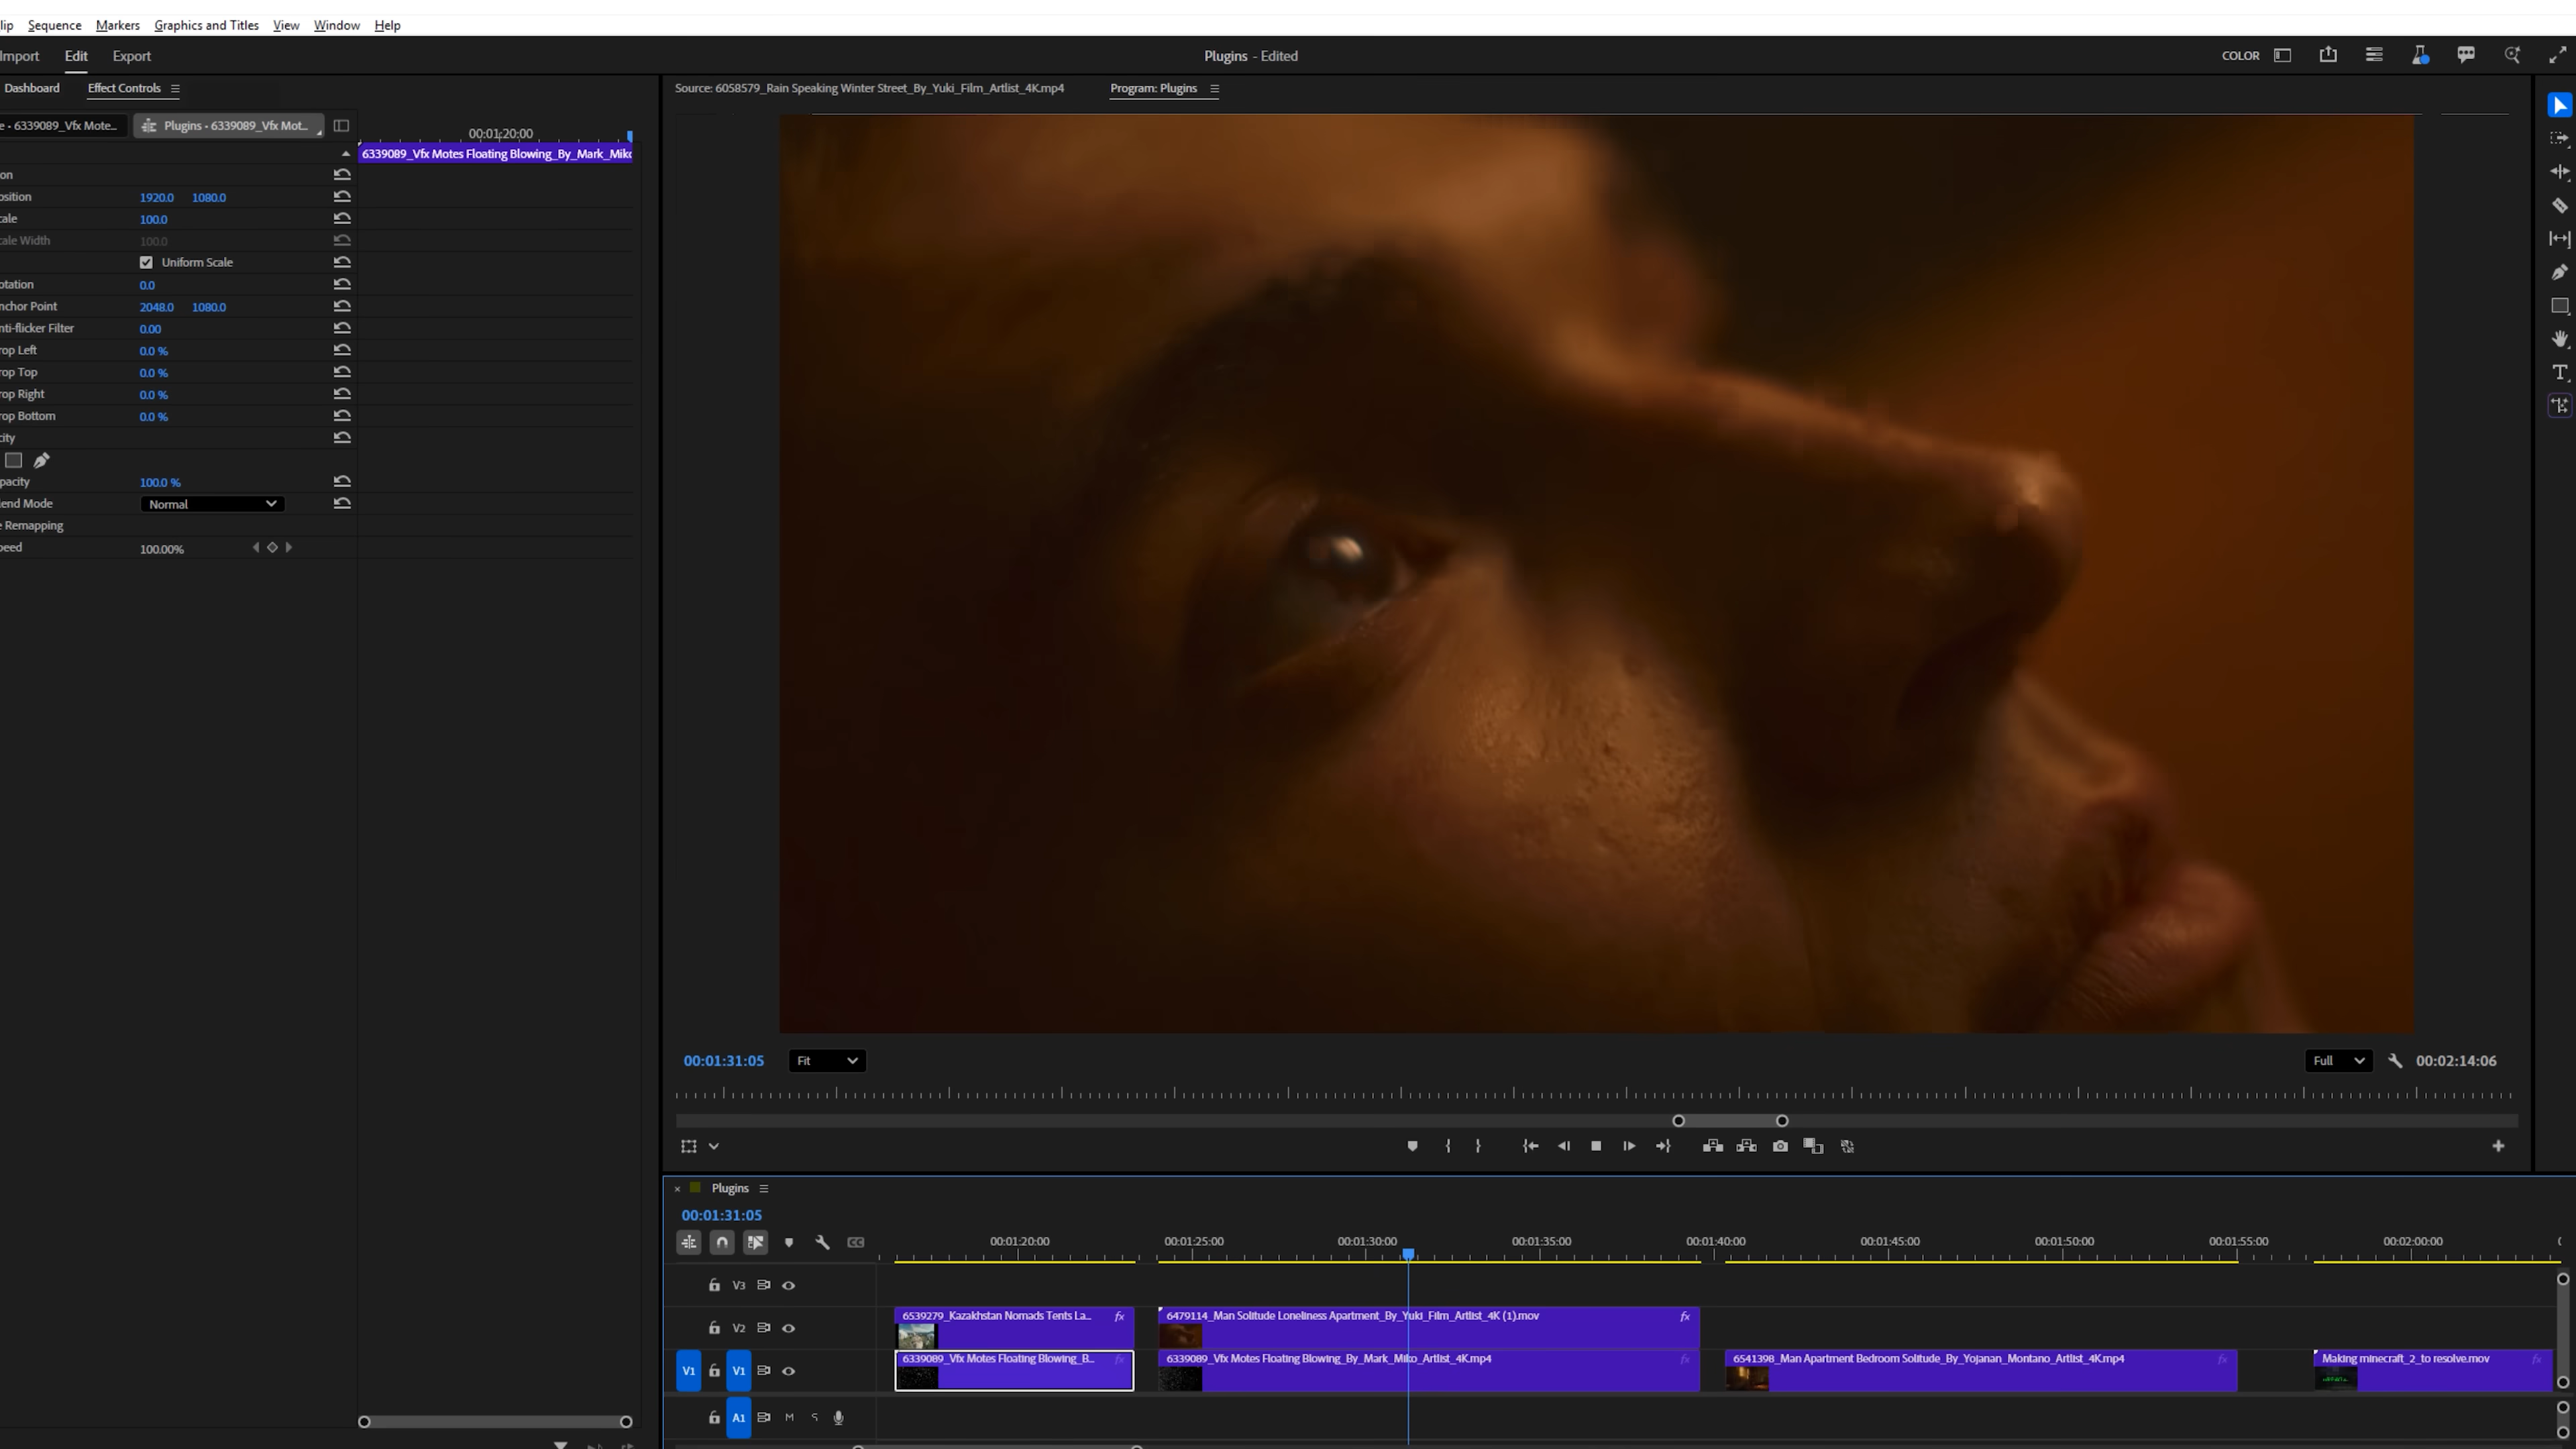 lip Sequence Markers Graphics and Titles View Window Help
Import Edit Export
Plugins - Edited
COLOR
Dashboard Effect Controls
Source: 6058579_Rain Speaking Winter Street_By_Yuki_Film_Artlist_4K.mp4 Program: Plugins
e - 6339089_Vfx Mote... Plugins - 6339089_Vfx Mot...
00:01:20:00
6339089_Vfx Motes Floating Blowing_By_Mark_Mik
on
osition 1920.0 1080.0
cale 100.0
cale Width 100.0
Uniform Scale
otation 0.0
nchor Point 2048.0 1080.0
nti-flicker Filter 0.00
rop Left 0.0 %
rop Top 0.0 %
rop Right 0.0 %
rop Bottom 0.0 %
city
pacity 100.0 %
lend Mode Normal
e Remapping
peed 100.00%
00:01:31:05 Fit Full 00:02:14:06
Plugins
00:01:31:05
00:01:20:00 00:01:25:00 00:01:30:00 00:01:35:00 00:01:40:00 00:01:45:00 00:01:50:00 00:01:55:00 00:02:00:00
V3
6539279_Kazakhstan Nomads Tents La... fx 6479114_Man Solitude Loneliness Apartment_By_Yuki_Film_Artlist_4K (1).mov fx
V2
6339089_Vfx Motes Floating Blowing_B... fx 6339089_Vfx Motes Floating Blowing_By_Mark_Miko_Artlist_4K.mp4 fx 6541398_Man Apartment Bedroom Solitude_By_Yojanan_Montano_Artlist_4K.mp4 fx Making minecraft_2_to resolve.mov fx
V1 V1
A1 M S